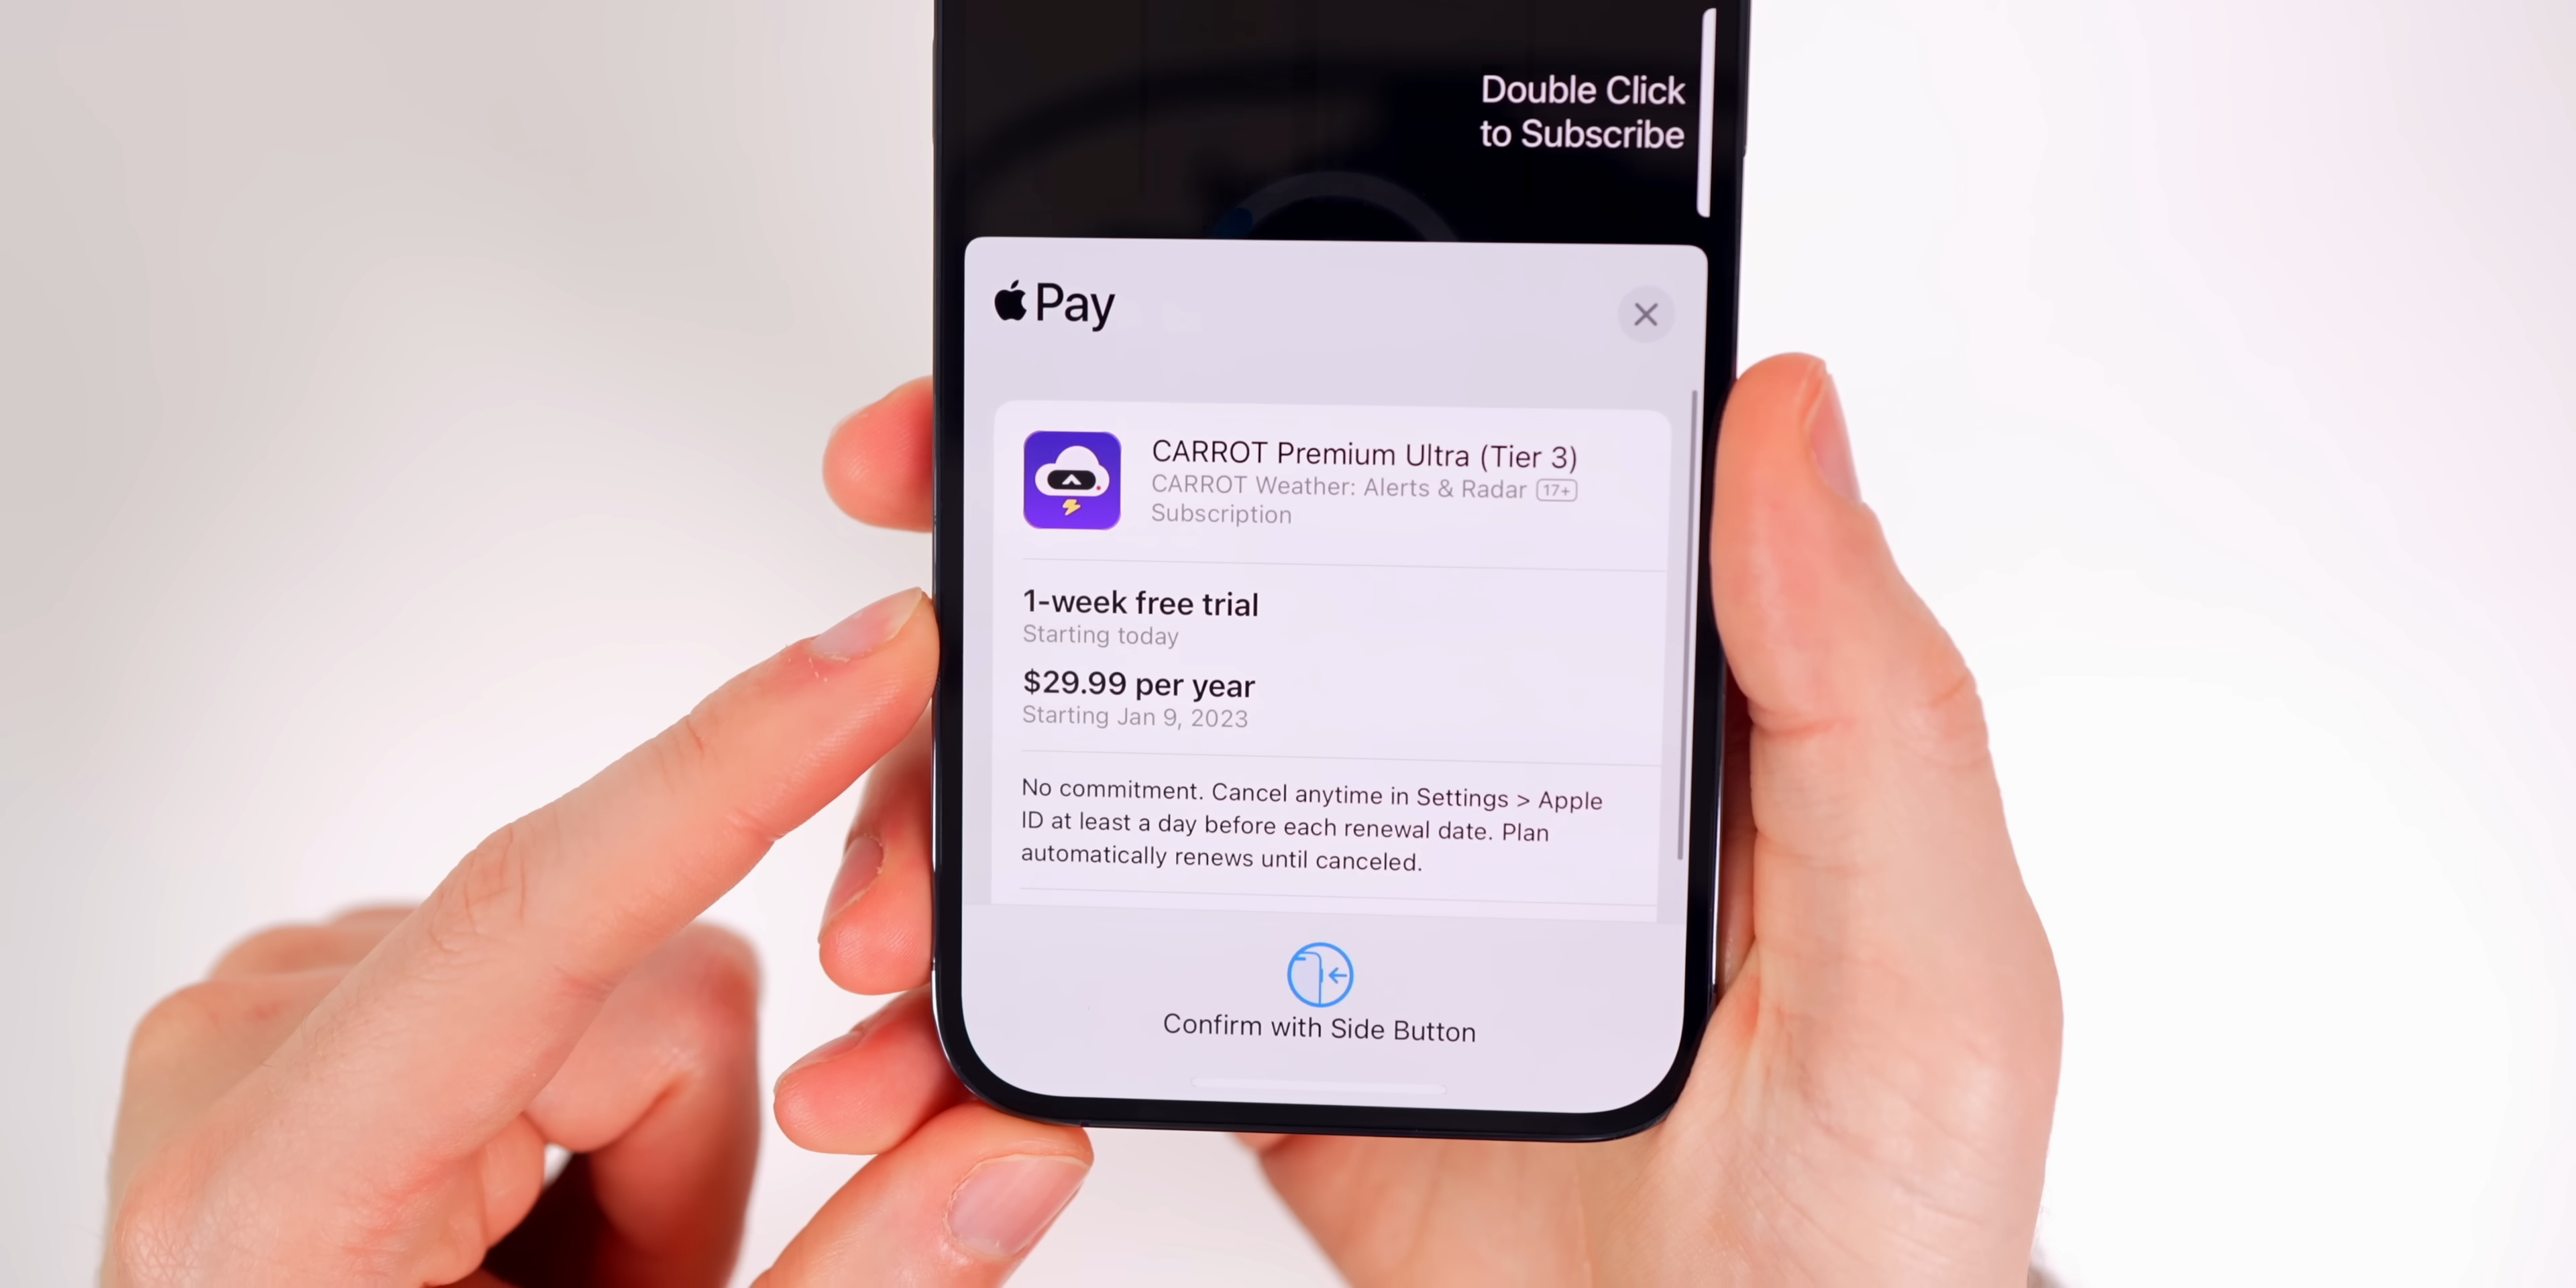 Double Click
to Subscribe
Pay
CARROT Premium Ultra (Tier 3)
CARROT Weather: Alerts & Radar 17+
Subscription
1-week free trial
Starting today
$29.99 per year
Starting Jan 9, 2023
No commitment. Cancel anytime in Settings > Apple
ID at least a day before each renewal date. Plan
automatically renews until canceled.
Confirm with Side Button